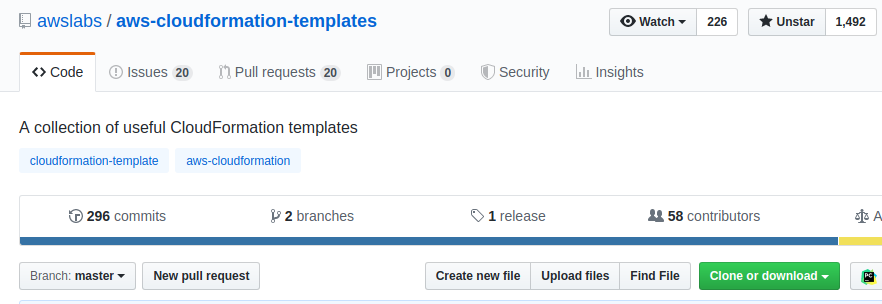 awslabs / aws-cloudformation-templates Watch 226 Unstar 1,492
Code Issues 20 Pull requests 20 Projects 0 Security Insights
A collection of useful CloudFormation templates
cloudformation-template aws-cloudformation
296 commits 2 branches 1 release 58 contributors A
Branch: master New pull request Create new file Upload files Find File Clone or download PC